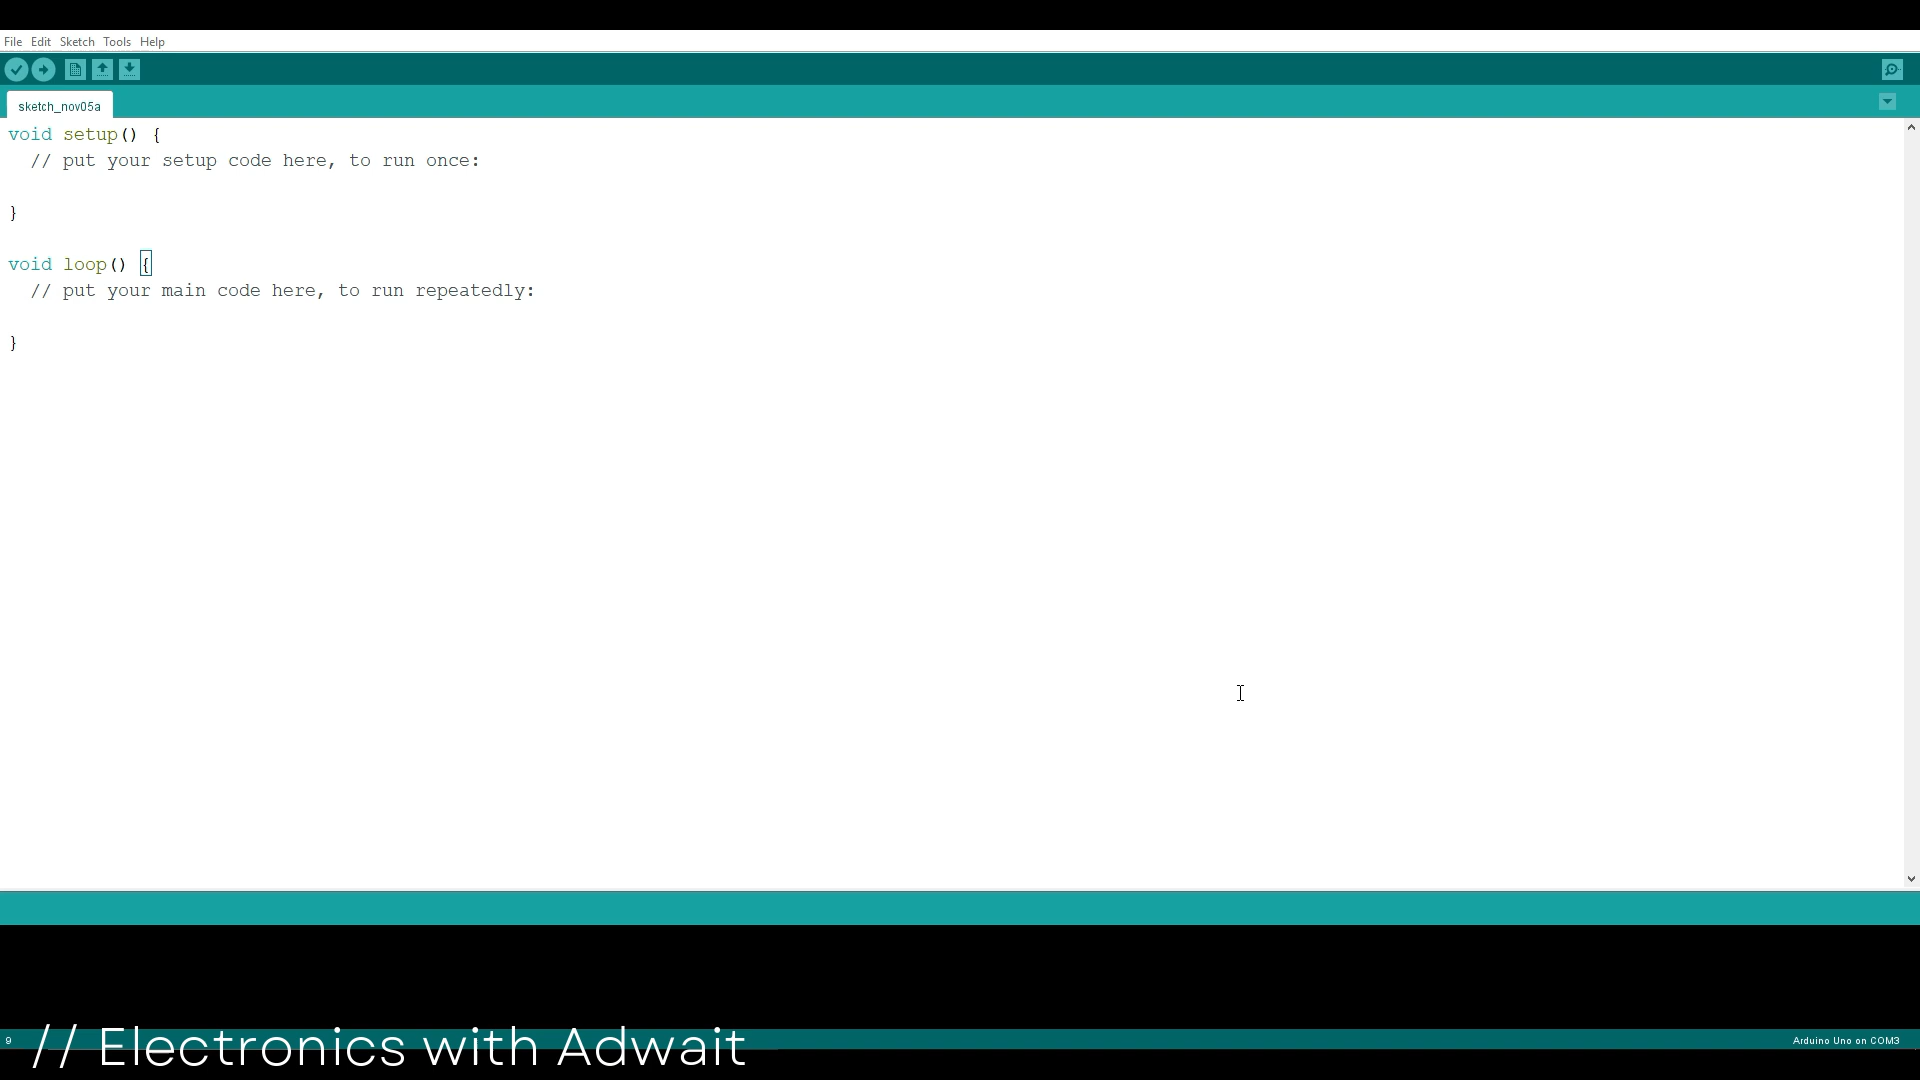 File Edit Sketch Tools Help
sketch_nov05a
void setup() {
  // put your setup code here, to run once:
}
void loop() {
  // put your main code here, to run repeatedly:
}
9
// Electronics with Adwait
Arduino Uno on COM3